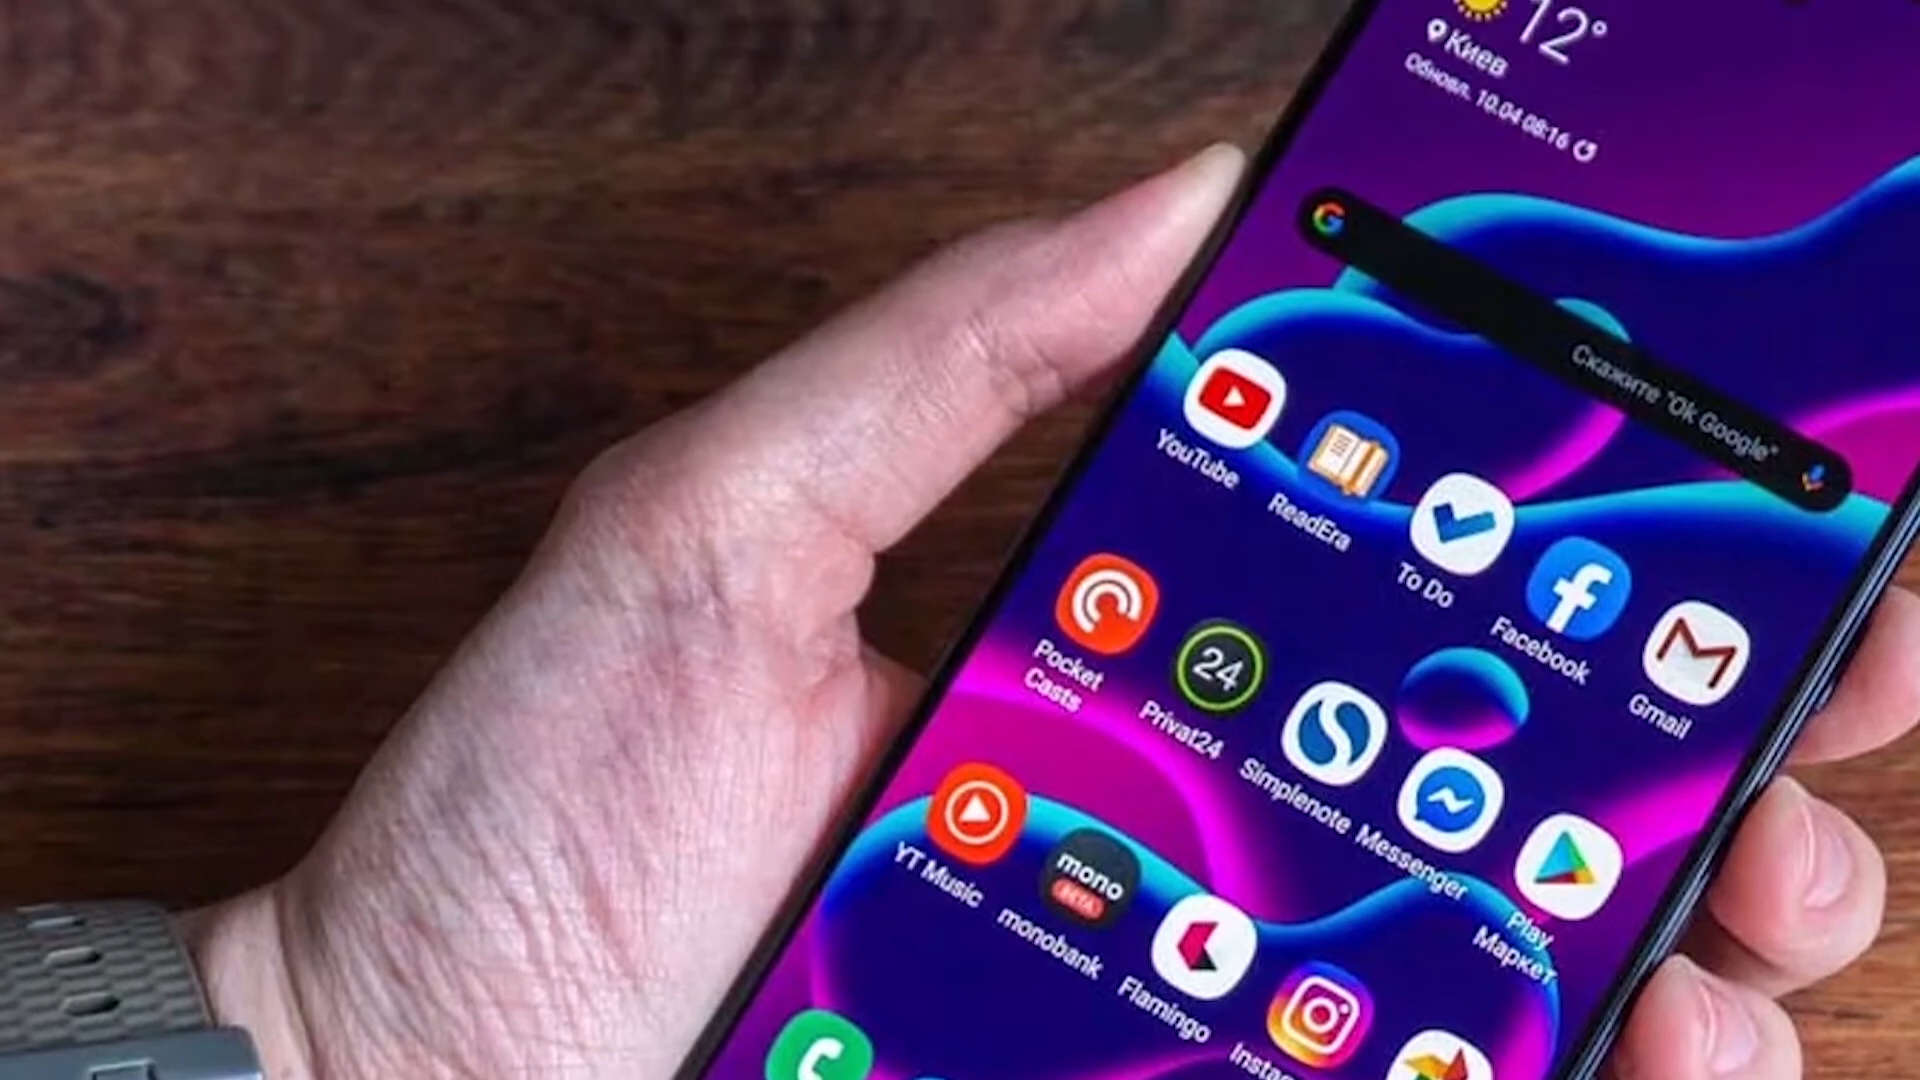 12°
Киев
Обновл. 10.04 08:16
Скажите "Ok Google"
YouTube
ReadEra
To Do
Facebook
Gmail
Pocket
Casts
24
Privat24
Simplenote
Messenger
Play
Маркет
YT Music
mono
BETA
monobank
Flamingo